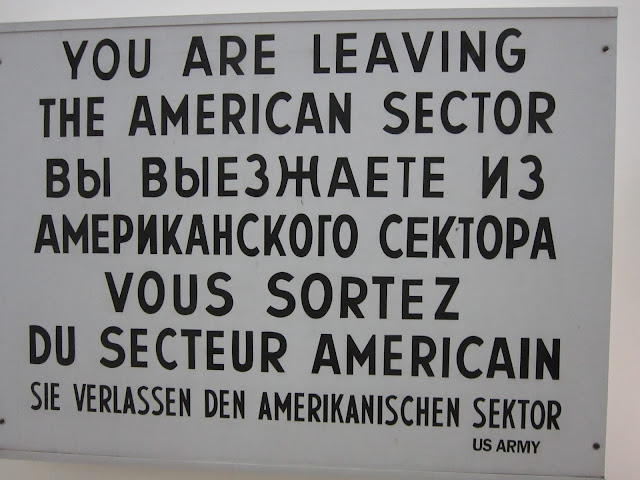 YOU ARE LEAVING
THE AMERICAN SECTOR
ВЫ ВЫЕЗЖАЕТЕ ИЗ
АМЕРИКАНСКОГО СЕКТОРА
VOUS SORTEZ
DU SECTEUR AMERICAIN
SIE VERLASSEN DEN AMERIKANISCHEN SEKTOR
US ARMY